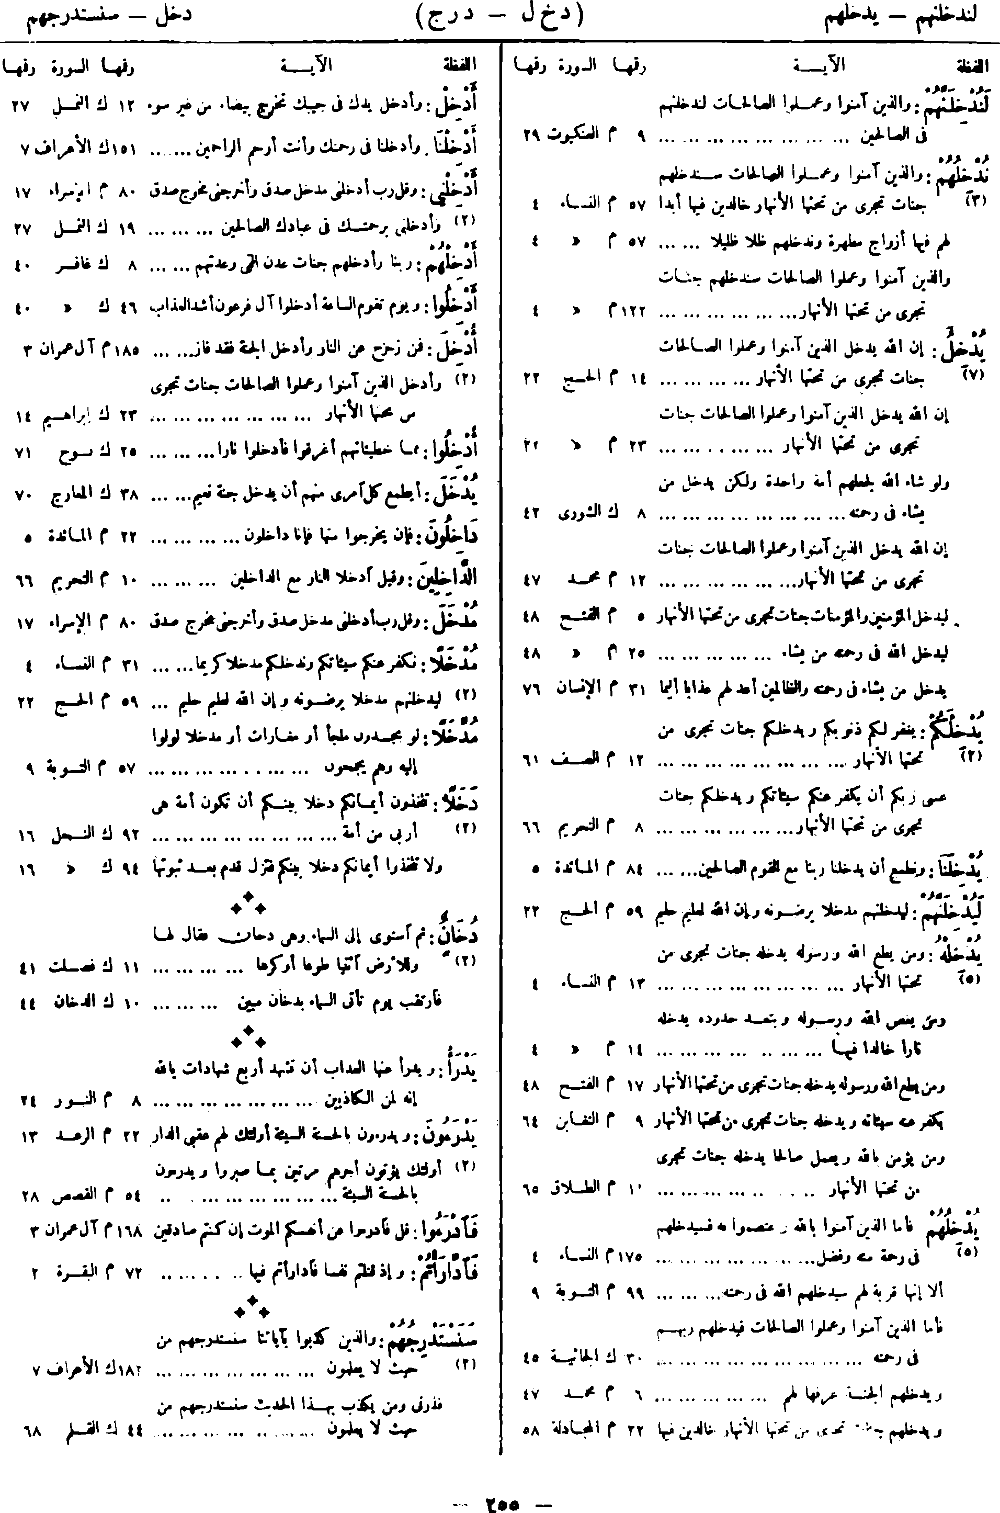 لندخلنهم — يدخلهم
(دخل — درج)
دخل — سنستدرجهم
اللفظة الآيـــة رقمها السورة رقمها
لَنُدْخِلَنَّهُمْ : والذين آمنوا وعملوا الصالحات لندخلنهم
فى الصالحين ... ... ... ٩ م العنكبوت ٢٩
نُدْخِلُهُمْ : والذين آمنوا وعملوا الصالحات سندخلهم
(٣) جنات تجرى من تحتها الأنهار خالدين فيها أبدا ٥٧ م النساء ٤
لهم فيها أزواج مطهرة وندخلهم ظلا ظليلا ... ... ٥٧ م « ٤
والذين آمنوا وعملوا الصالحات سندخلهم جنات
تجرى من تحتها الأنهار ... ... ... ١٢٢ م « ٤
يُدْخِلُ : إن الله يدخل الذين آمنوا وعملوا الصالحات
(٧) جنات تجرى من تحتها الأنهار ... ... ... ١٤ م الحج ٢٢
إن الله يدخل الذين آمنوا وعملوا الصالحات جنات
تجرى من تحتها الأنهار ... ... ... ٢٣ م « ٢٢
ولو شاء الله لجعلهم أمة واحدة ولكن يدخل من
يشاء فى رحمته ... ... ... ٨ ك الشورى ٤٢
إن الله يدخل الذين آمنوا وعملوا الصالحات جنات
تجرى من تحتها الأنهار ... ... ... ١٢ م محمد ٤٧
ليدخل المؤمنين والمؤمنات جنات تجرى من تحتها الأنهار ٥ م الفتح ٤٨
ليدخل الله فى رحمته من يشاء ... ... ... ٢٥ م « ٤٨
يدخل من يشاء فى رحمته والظالمين أعد لهم عذابا أليما ٣١ م الإنسان ٧٦
يُدْخِلْكُمْ : يغفر لكم ذنوبكم ويدخلكم جنات تجرى من
(٢) تحتها الأنهار ... ... ... ١٢ م الصف ٦١
عسى ربكم أن يكفر عنكم سيئاتكم ويدخلكم جنات
تجرى من تحتها الأنهار ... ... ... ٨ م التحريم ٦٦
يُدْخِلَنَا : ونطمع أن يدخلنا ربنا مع القوم الصالحين ... ... ٨٤ م المائدة ٥
لَيُدْخِلَنَّهُمْ : ليدخلنهم مدخلا يرضونه وإن الله لعليم حليم ٥٩ م الحج ٢٢
يُدْخِلْهُ : ومن يطع الله ورسوله يدخله جنات تجرى من
(٥) تحتها الأنهار ... ... ... ١٣ م النساء ٤
ومن يعص الله ورسوله ويتعد حدوده يدخله
نارا خالدا فيها ... ... ... ١٤ م « ٤
ومن يطع الله ورسوله يدخله جنات تجرى من تحتها الأنهار ١٧ م الفتح ٤٨
يكفر عنه سيئاته ويدخله جنات تجرى من تحتها الأنهار ٩ م التغابن ٦٤
ومن يؤمن بالله ويعمل صالحا يدخله جنات تجرى
من تحتها الأنهار ... ... ... ١١ م الطلاق ٦٥
يُدْخِلُهُمْ فأما الذين آمنوا بالله واعتصموا به فسيدخلهم
(٥) فى رحمة منه وفضل ... ... ... ١٧٥ م النساء ٤
ألا إنها قربة لهم سيدخلهم الله فى رحمته ... ... ٩٩ م التوبة ٩
فأما الذين آمنوا وعملوا الصالحات فيدخلهم ربهم
فى رحمته ... ... ... ٣٠ ك الجاثية ٤٥
ويدخلهم الجنة عرفها لهم ... ... ... ٦ م محمد ٤٧
ويدخلهم جنات تجرى من تحتها الأنهار خالدين فيها ٢٢ م المجادلة ٥٨
اللفظة الآيـــة رقمها السورة رقمها
أَدْخِلْ : وأدخل يدك فى جيبك تخرج بيضاء من غير سوء ١٢ ك النمل ٢٧
أَدْخِلْنَا : وأدخلنا فى رحمتك وأنت أرحم الراحمين ... ... ١٥١ ك الأعراف ٧
أَدْخِلْنِى : وقل رب أدخلنى مدخل صدق وأخرجنى مخرج صدق ٨٠ م الإسراء ١٧
(٢) وأدخلنى برحمتك فى عبادك الصالحين ... ... ... ١٩ ك النمل ٢٧
أَدْخِلْهُمْ : ربنا وأدخلهم جنات عدن التى وعدتهم ... ... ٨ ك غافر ٤٠
أَدْخِلُوا : ويوم تقوم الساعة أدخلوا آل فرعون أشد العذاب ٤٦ ك « ٤٠
أُدْخِلَ : فمن زحزح عن النار وأدخل الجنة فقد فاز ... ... ١٨٥ م آل عمران ٣
(٢) وأدخل الذين آمنوا وعملوا الصالحات جنات تجرى
من تحتها الأنهار ... ... ... ٢٣ ك إبراهيم ١٤
أُدْخِلُوا : مما خطيئاتهم أغرقوا فأدخلوا نارا ... ... ... ٢٥ ك نوح ٧١
يُدْخَلَ : أيطمع كل امرئ منهم أن يدخل جنة نعيم ... ... ٣٨ ك المعارج ٧٠
دَاخِلُونَ : فإن يخرجوا منها فإنا داخلون ... ... ... ٢٢ م المائدة ٥
الدَّاخِلِينَ : وقيل ادخلا النار مع الداخلين ... ... ... ١٠ م التحريم ٦٦
مُدْخَلَ : وقل رب أدخلنى مدخل صدق وأخرجنى مخرج صدق ٨٠ م الإسراء ١٧
مُدْخَلًا : نكفر عنكم سيئاتكم وندخلكم مدخلا كريما ... ... ٣١ م النساء ٤
(٢) ليدخلنهم مدخلا يرضونه وإن الله لعليم حليم ... ٥٩ م الحج ٢٢
مُدَّخَلًا : لو يجدون ملجأ أو مغارات أو مدخلا لولوا
إليه وهم يجمحون ... ... ... ٥٧ م التوبة ٩
دَخَلًا : تتخذون أيمانكم دخلا بينكم أن تكون أمة هى
(٢) أربى من أمة ... ... ... ٩٢ ك النحل ١٦
ولا تتخذوا أيمانكم دخلا بينكم فتزل قدم بعد ثبوتها ٩٤ ك « ١٦
دُخَانٌ : ثم استوى إلى السماء وهى دخان فقال لها
(٢) وللأرض ائتيا طوعا أو كرها ... ... ... ١١ ك فصلت ٤١
فارتقب يوم تأتى السماء بدخان مبين ... ... ... ١٠ ك الدخان ٤٤
يَدْرَأُ : ويدرأ عنها العذاب أن تشهد أربع شهادات بالله
إنه لمن الكاذبين ... ... ... ٨ م النور ٢٤
يَدْرَءُونَ : ويدرءون بالحسنة السيئة أولئك لهم عقبى الدار ٢٢ م الرعد ١٣
(٢) أولئك يؤتون أجرهم مرتين بما صبروا ويدرءون
بالحسنة السيئة ... ... ... ٥٤ م القصص ٢٨
فَادْرَءُوا : قل فادرءوا عن أنفسكم الموت إن كنتم صادقين ١٦٨ م آل عمران ٣
فَادَّارَأْتُمْ : وإذ قتلتم نفسا فادارأتم فيها ... ... ٧٢ م البقرة ٢
سَنَسْتَدْرِجُهُمْ : والذين كذبوا بآياتنا سنستدرجهم من
(٢) حيث لا يعلمون ... ... ... ١٨٢ ك الأعراف ٧
فذرنى ومن يكذب بهذا الحديث سنستدرجهم من
حيث لا يعلمون ... ... ... ٤٤ ك القلم ٦٨
— ٢٥٥ —